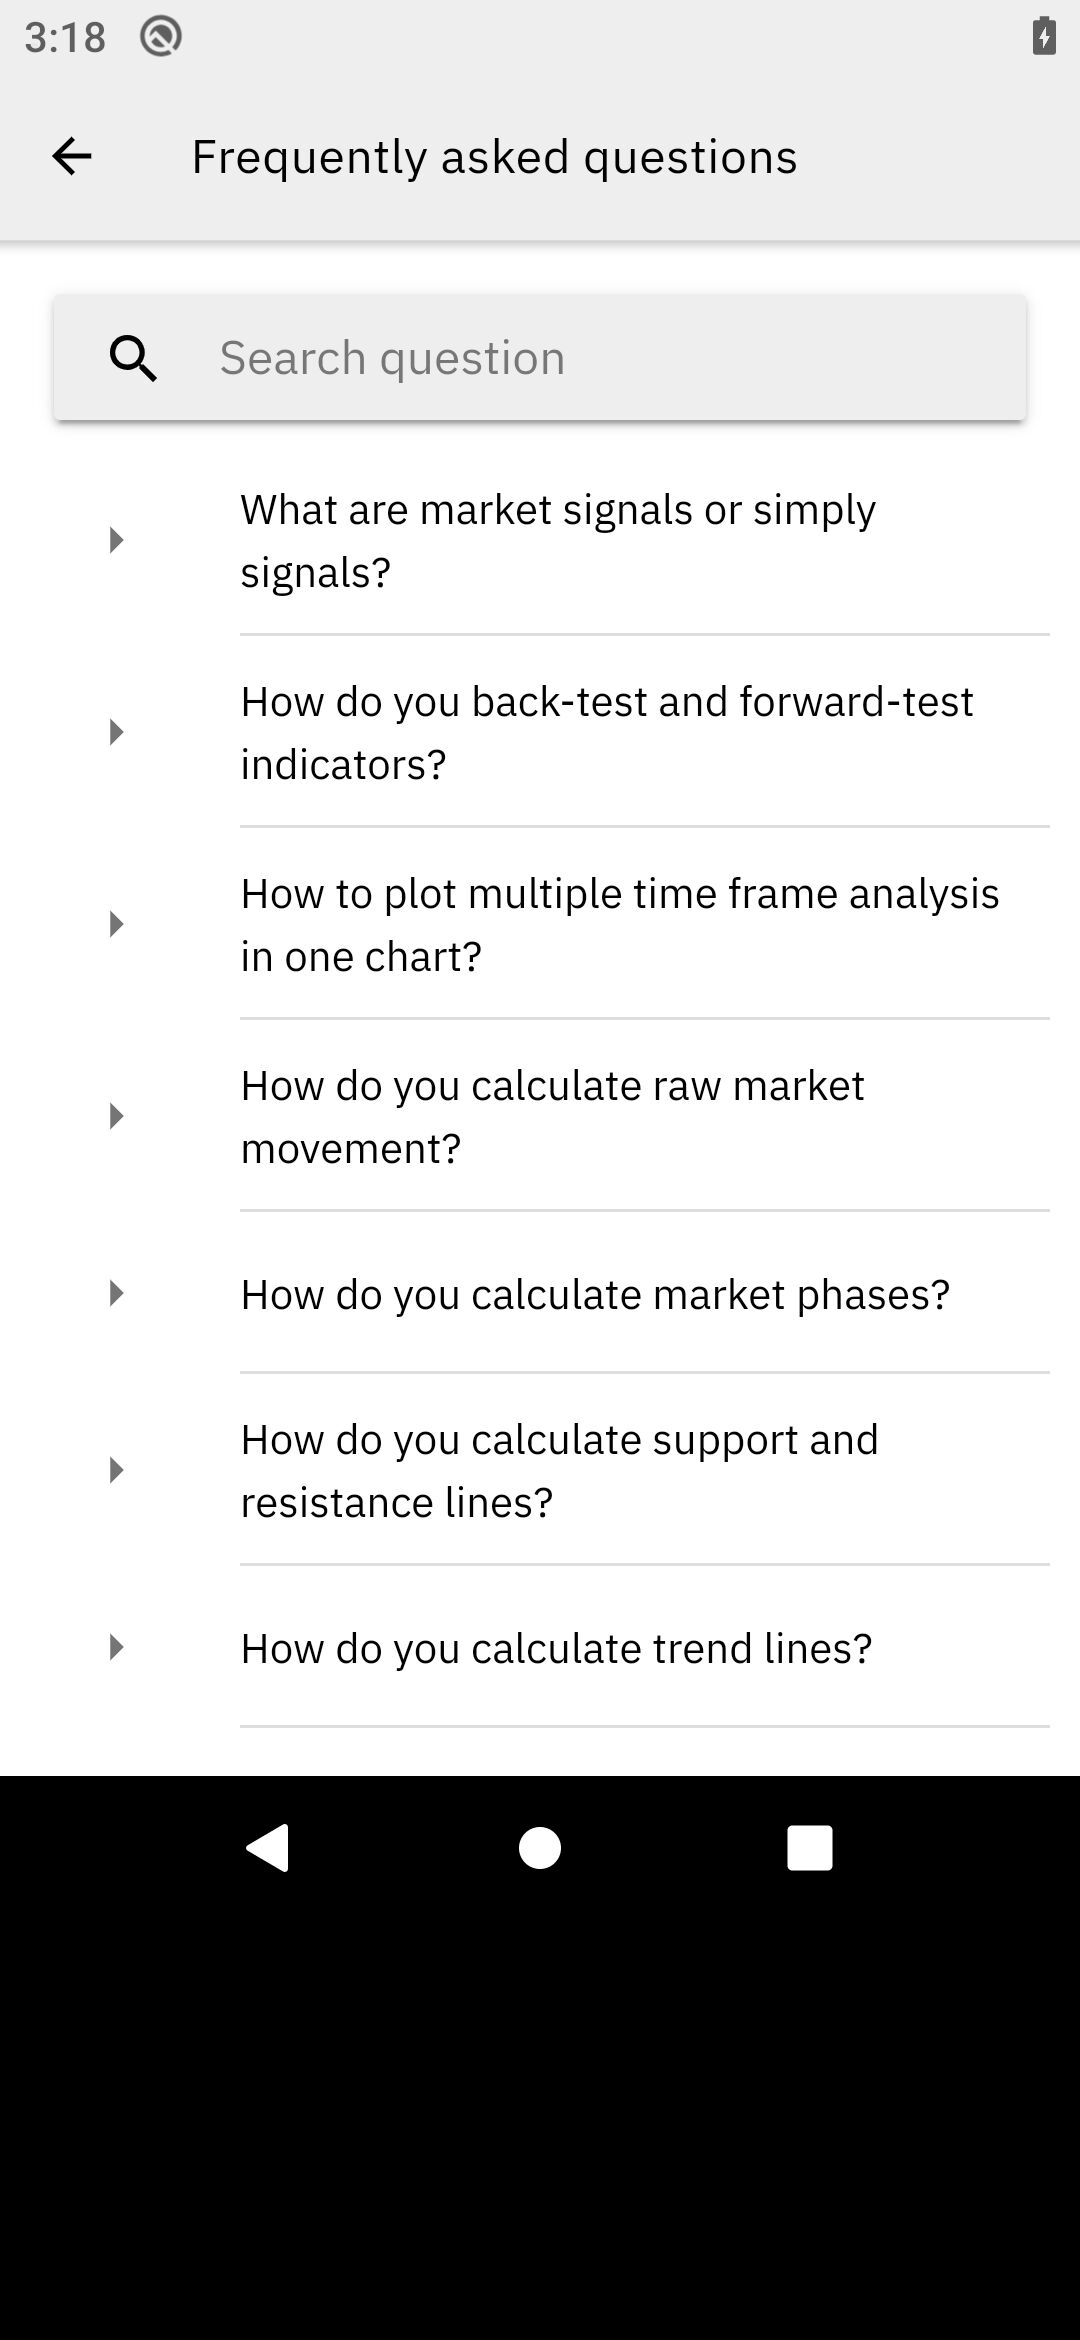 3:18
Frequently asked questions
Search question
What are market signals or simply
signals?
How do you back-test and forward-test
indicators?
How to plot multiple time frame analysis
in one chart?
How do you calculate raw market
movement?
How do you calculate market phases?
How do you calculate support and
resistance lines?
How do you calculate trend lines?